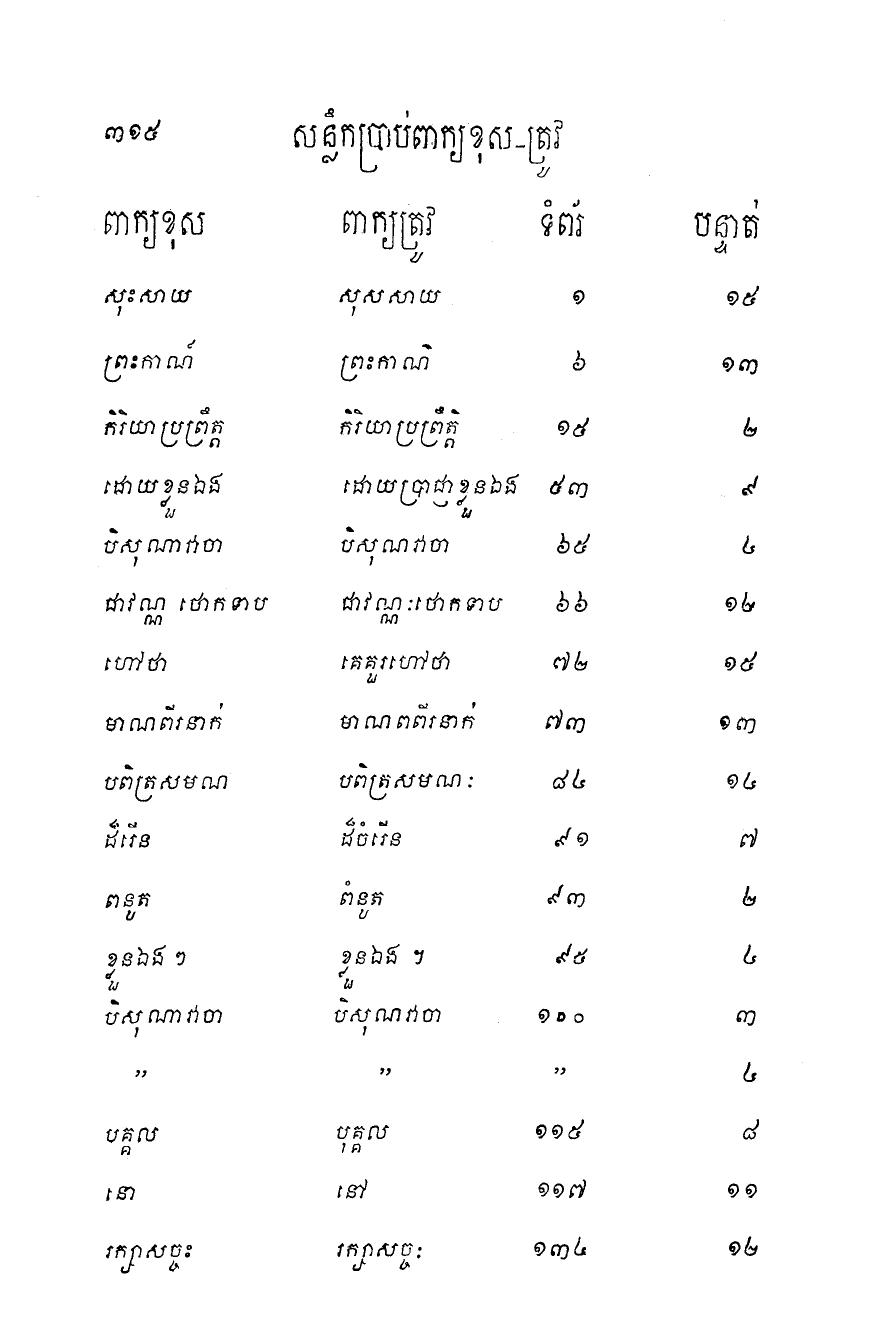 ៣១៥ សន្លឹកប្រាប់ពាក្យខុស-ត្រូវ
ពាក្យខុស ពាក្យត្រូវ ទំព័រ បន្ទាត់
សុះសាយ សុសសាយ ១ ១៥
ព្រះកាណ៍ ព្រះកាណិ ៦ ១៣
កិរិយាប្រព្រឹត្ត កិរិយាប្រព្រឹត្តិ ១៥ ២
ដោយខ្លួនឯង ដោយប្រាជ្ញាខ្លួនឯង ៥៣ ៩
បិសុណាវាចា បិសុណវាចា ៦៥ ៤
ជាវណ្ណ ថោកទាប ជាវណ្ណៈថោកទាប ៦៦ ១២
ហៅថា គេគួរហៅថា ៧២ ១៥
មាណពីរនាក់ មាណពពីរនាក់ ៧៣ ១៣
បពិត្រសមណ បពិត្រសមណៈ ៨៤ ១៤
ដ៏រើន ដ៏ចំរើន ៩១ ៧
ពនូត ពំនូត ៩៣ ២
ខ្លួនឯង ៗ ខ្លួនឯង ។ ៩៥ ៤
បិសុណាវាចា បិសុណវាចា ១០០ ៣
” ” ” ៤
បគ្គល បុគ្គល ១១៥ ៨
នោ នៅ ១១៧ ១១
រក្សាសច្ចះ រក្សាសច្ចៈ ១៣៤ ១២